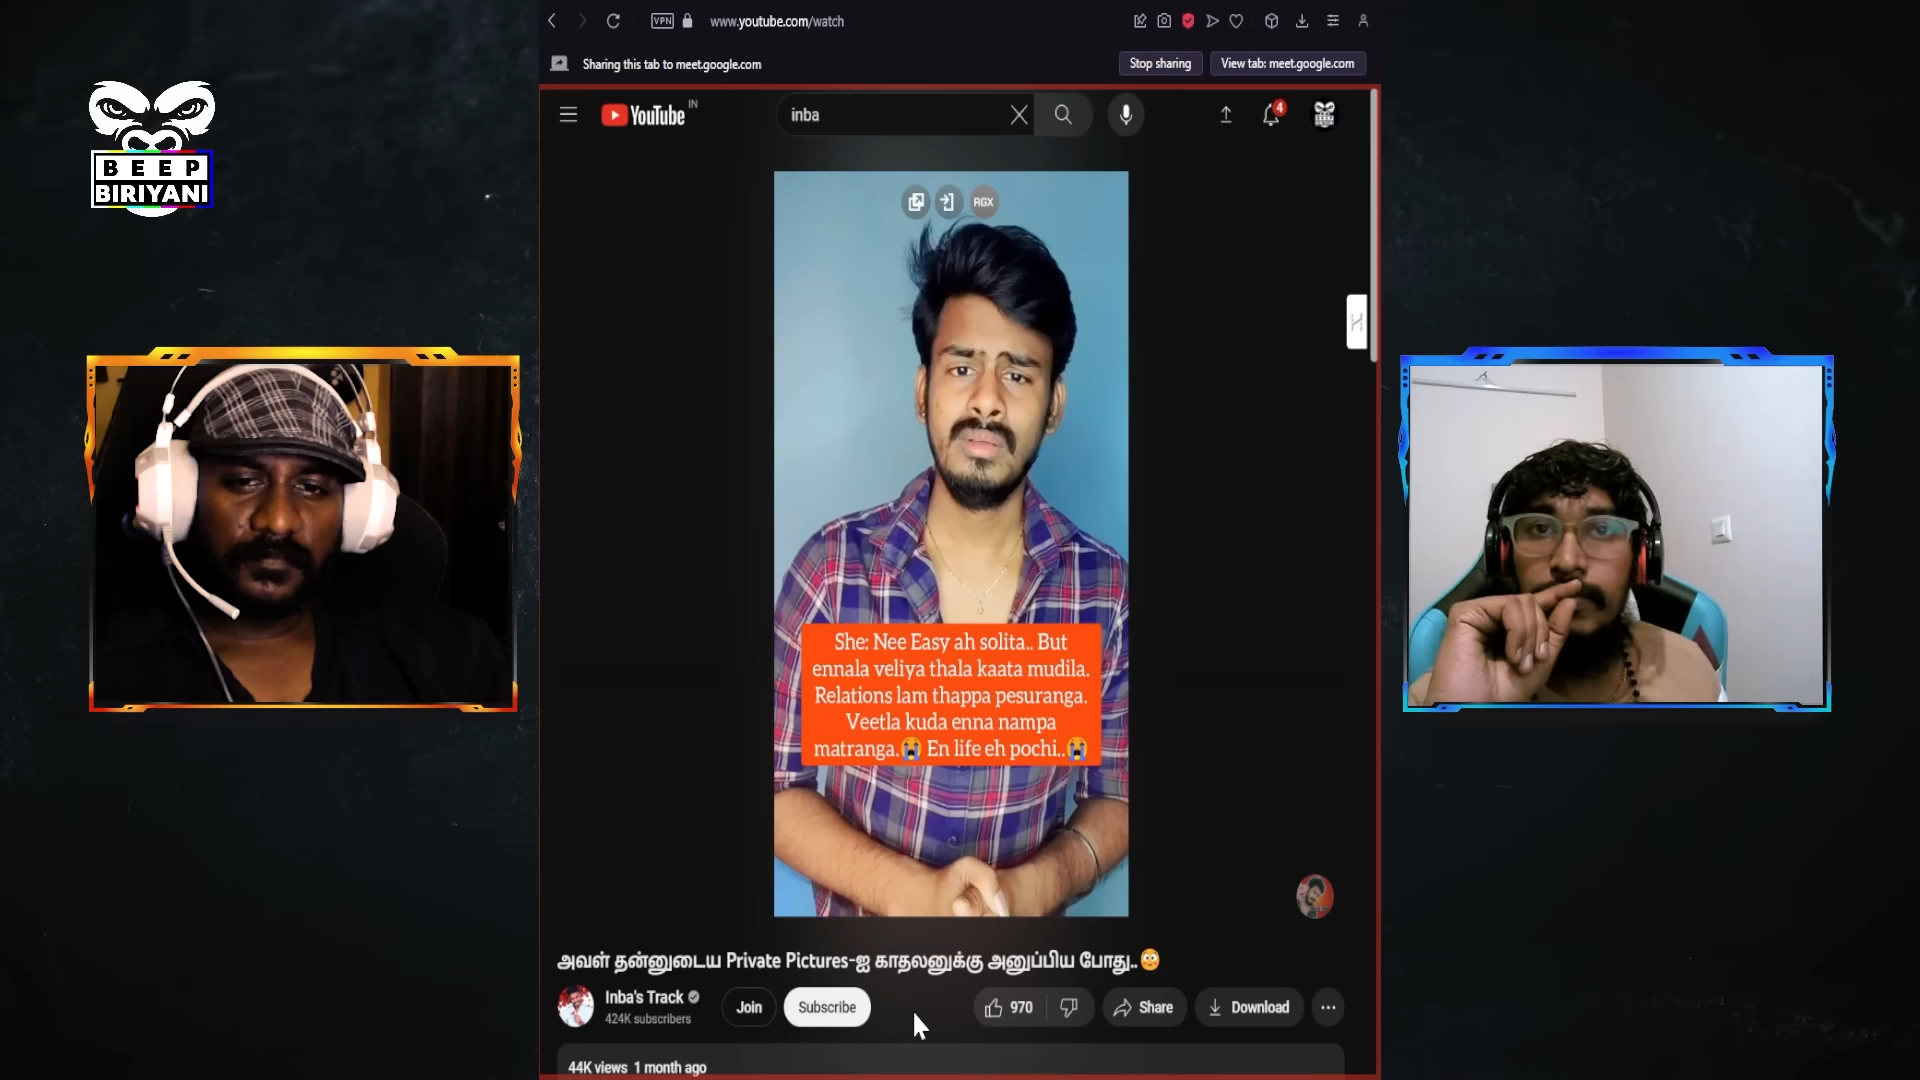 VPN
www.youtube.com/watch
Sharing this tab to meet.google.com
Stop sharing
View tab: meet.google.com
BEEP
BIRIYANI
YouTube IN
inba
4
RGX
She: Nee Easy ah solita.. But
ennala veliya thala kaata mudila.
Relations lam thappa pesuranga.
Veetla kuda enna nampa
matranga.😭 En life eh pochi..😭
அவள் தன்னுடைய Private Pictures-ஐ காதலனுக்கு அனுப்பிய போது..😳
Inba's Track
424K subscribers
Join
Subscribe
970
Share
Download
44K views 1 month ago